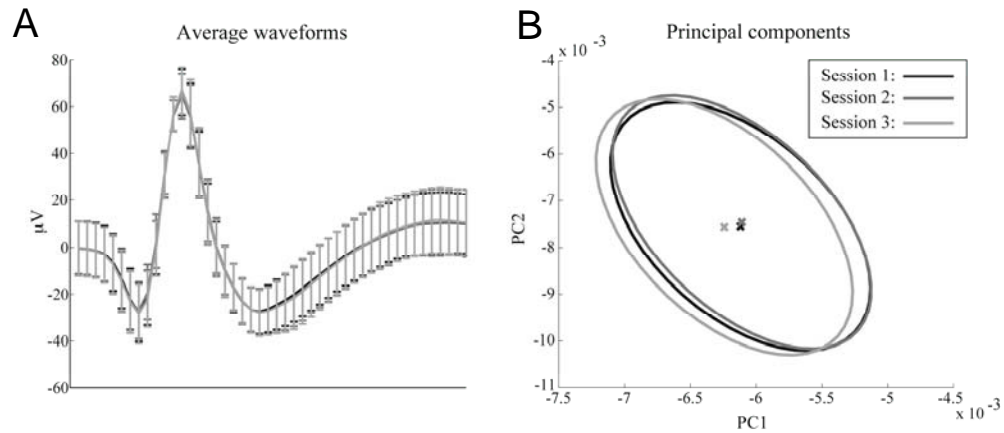 A
Average waveforms
80
60
40
20
0
-20
-40
-60
µV
B
Principal components
x 10 -3
-4
-5
-6
-7
-8
-9
-10
-11
PC2
Session 1:
Session 2:
Session 3:
-7.5
-7
-6.5
-6
-5.5
-5
-4.5
x 10 -3
PC1